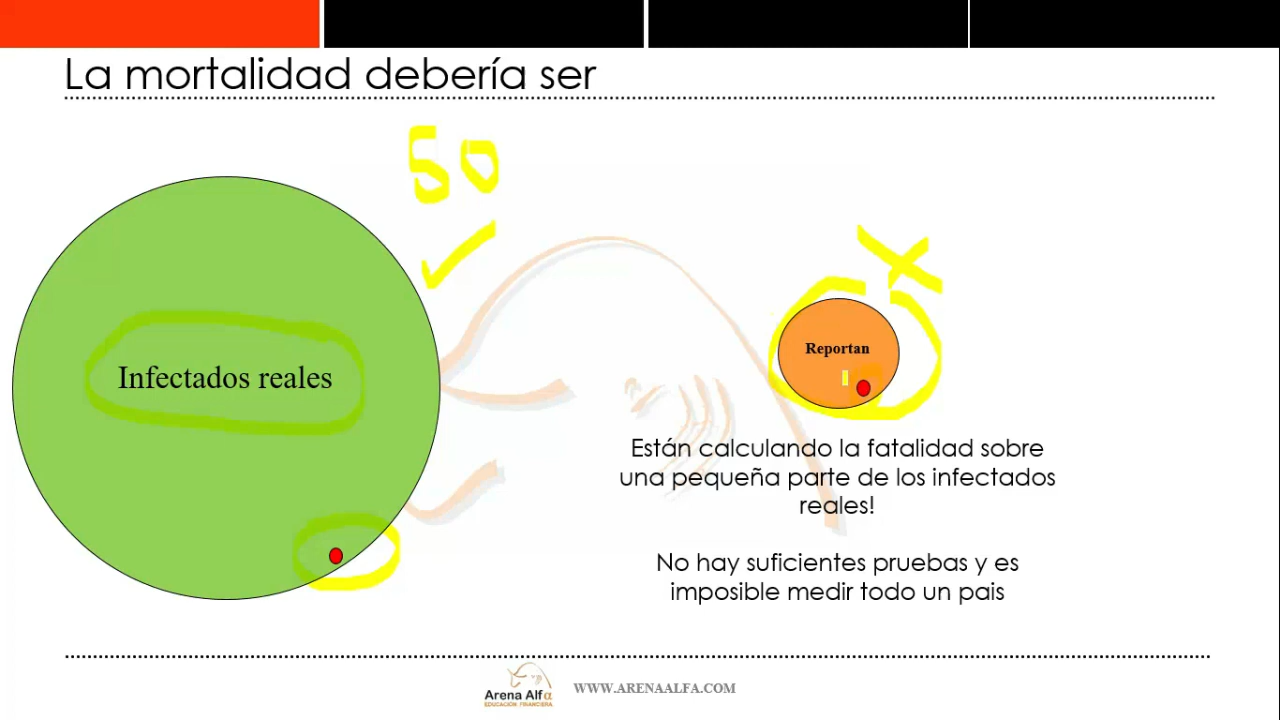 La mortalidad debería ser
50
Infectados reales
Reportan
Están calculando la fatalidad sobre
una pequeña parte de los infectados
reales!
No hay suficientes pruebas y es
imposible medir todo un pais
Arena Alfα
EDUCACIÓN FINANCIERA
WWW.ARENAALFA.COM